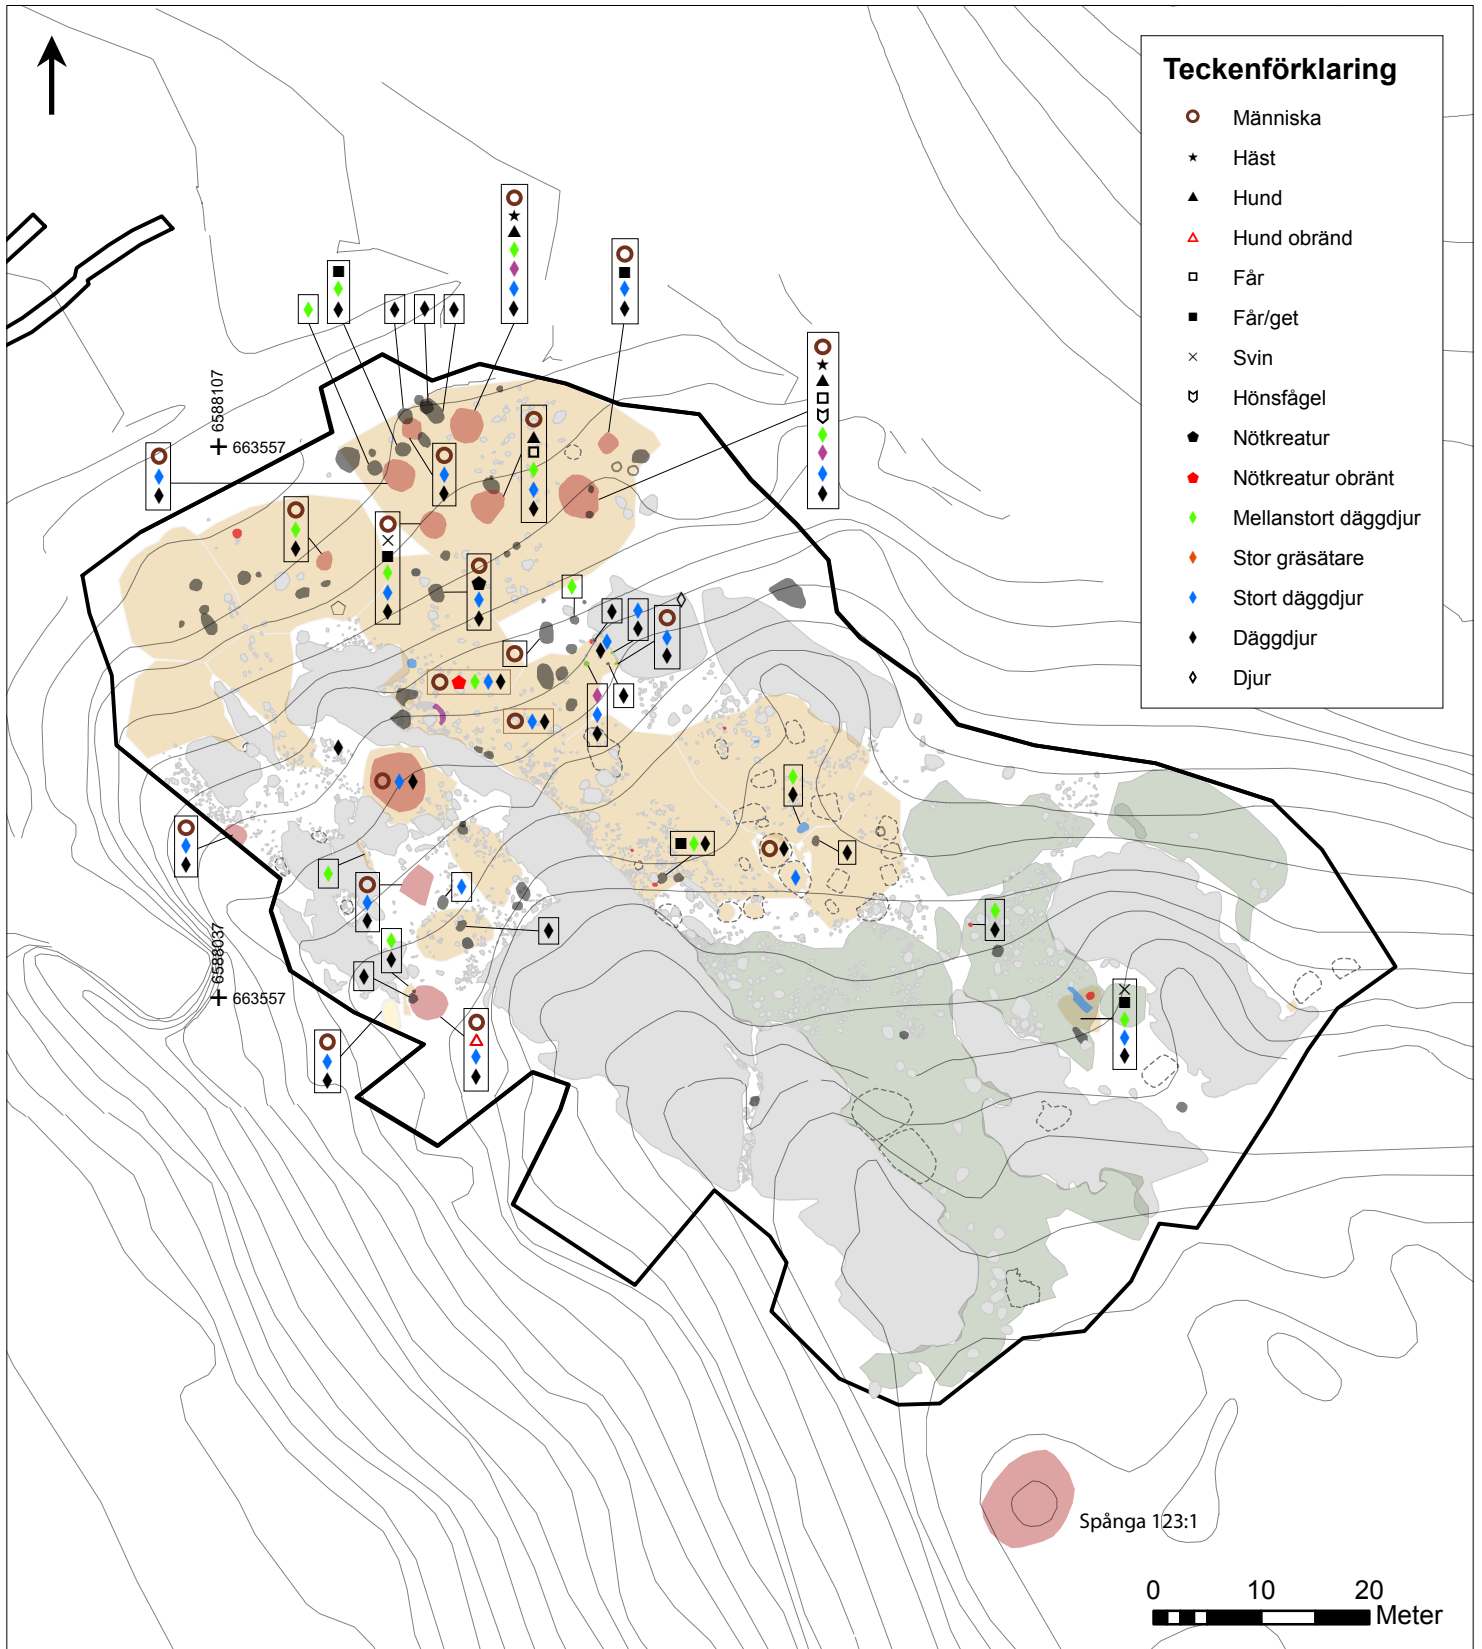 Teckenförklaring
Människa
Häst
Hund
Hund obränd
Får
Får/get
Svin
Hönsfågel
Nötkreatur
Nötkreatur obränt
Mellanstort däggdjur
Stor gräsätare
Stort däggdjur
Däggdjur
Djur
6588107
663557
6588037
663557
Spånga 123:1
0 10 20
Meter